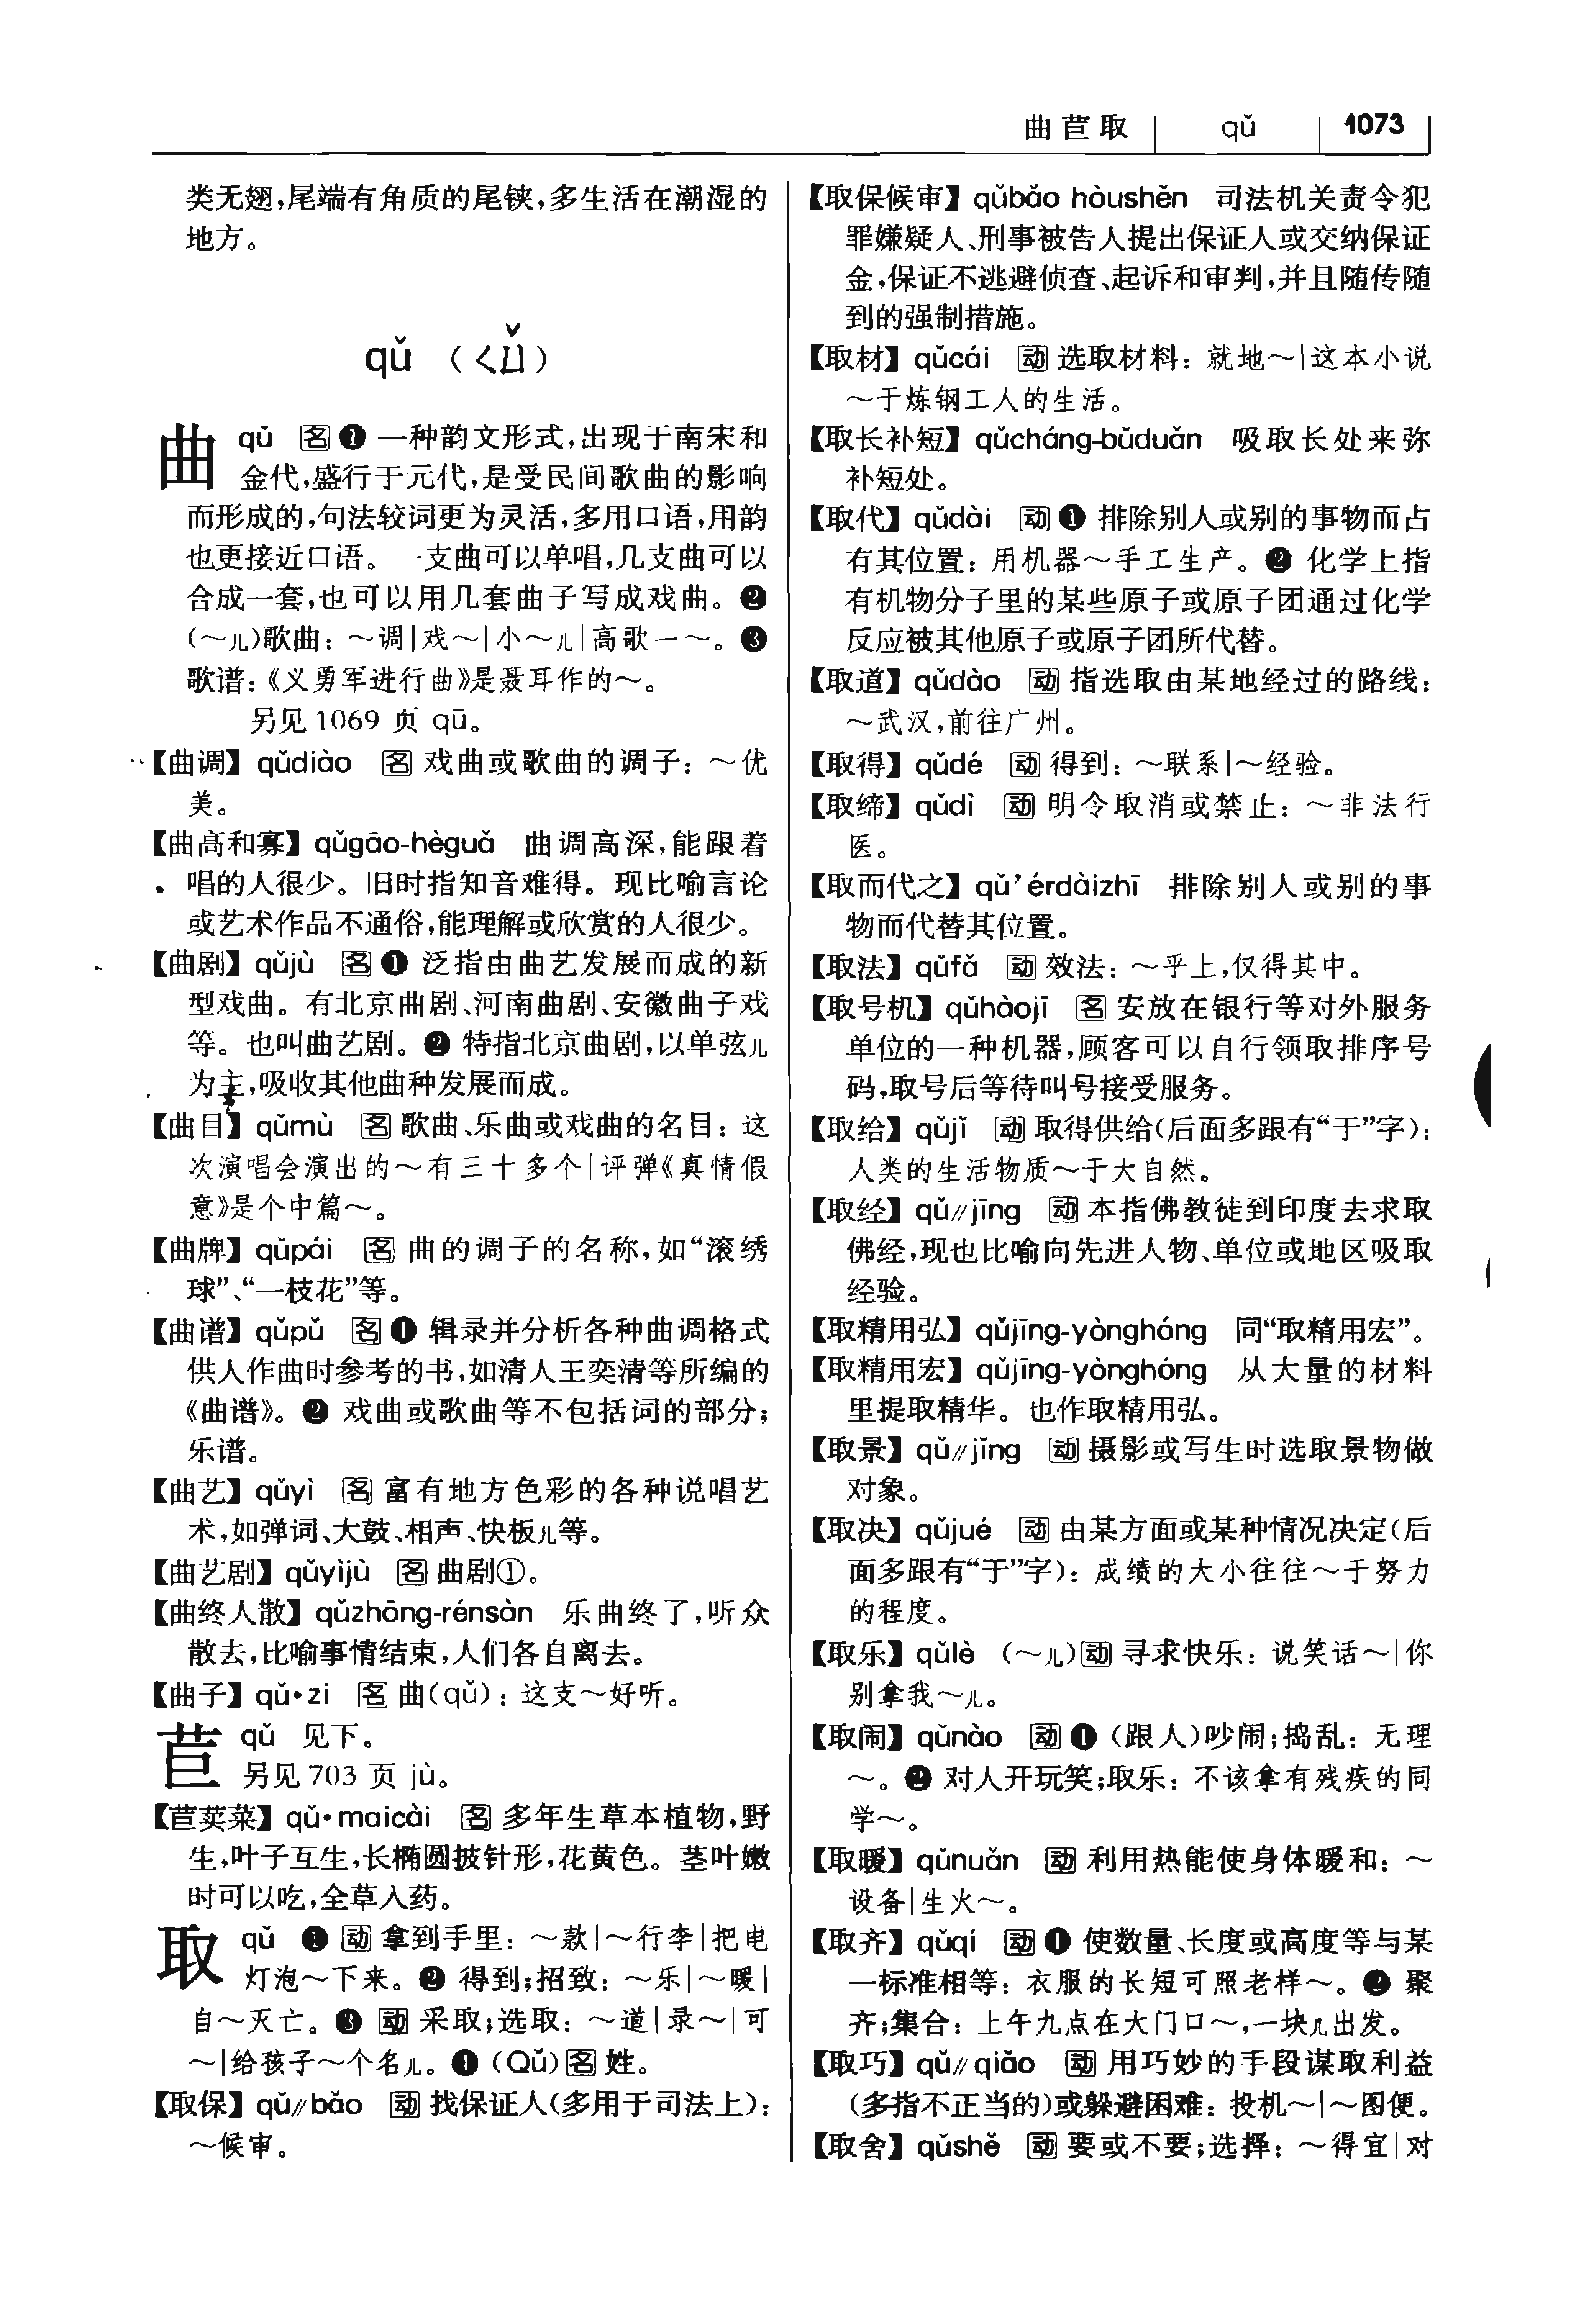 曲苣取 qǔ 1073
类无翅,尾端有角质的尾铗,多生活在潮湿的
地方。
qǔ (ㄑㄩˇ)
曲 qǔ 名❶ 一种韵文形式,出现于南宋和
金代,盛行于元代,是受民间歌曲的影响
而形成的,句法较词更为灵活,多用口语,用韵
也更接近口语。一支曲可以单唱,几支曲可以
合成一套,也可以用几套曲子写成戏曲。❷
(～儿)歌曲:～调|戏～|小～儿|高歌一～。❸
歌谱:《义勇军进行曲》是聂耳作的～。
另见1069 页 qū。
【曲调】qǔdiào 名 戏曲或歌曲的调子:～优
美。
【曲高和寡】qǔgāo-hèguǎ 曲调高深,能跟着
唱的人很少。旧时指知音难得。现比喻言论
或艺术作品不通俗,能理解或欣赏的人很少。
【曲剧】qǔjù 名❶ 泛指由曲艺发展而成的新
型戏曲。有北京曲剧、河南曲剧、安徽曲子戏
等。也叫曲艺剧。❷ 特指北京曲剧,以单弦儿
为主,吸收其他曲种发展而成。
【曲目】qǔmù 名 歌曲、乐曲或戏曲的名目:这
次演唱会演出的～有三十多个|评弹《真情假
意》是个中篇～。
【曲牌】qǔpái 名 曲的调子的名称,如“滚绣
球”、“一枝花”等。
【曲谱】qǔpǔ 名❶ 辑录并分析各种曲调格式
供人作曲时参考的书,如清人王奕清等所编的
《曲谱》。❷ 戏曲或歌曲等不包括词的部分;
乐谱。
【曲艺】qǔyì 名 富有地方色彩的各种说唱艺
术,如弹词、大鼓、相声、快板儿等。
【曲艺剧】qǔyìjù 名 曲剧①。
【曲终人散】qǔzhōng-rénsàn 乐曲终了,听众
散去,比喻事情结束,人们各自离去。
【曲子】qǔ•zi 名 曲(qǔ):这支～好听。
苣 qǔ 见下。
另见703 页 jù。
【苣荬菜】qǔ•maicài 名 多年生草本植物,野
生,叶子互生,长椭圆披针形,花黄色。茎叶嫩
时可以吃,全草入药。
取 qǔ ❶ 动 拿到手里:～款|～行李|把电
灯泡～下来。❷ 得到;招致:～乐|～暖|
自～灭亡。❸ 动 采取;选取:～道|录～|可
～|给孩子～个名儿。❹ (Qǔ)名 姓。
【取保】qǔ//bǎo 动 找保证人(多用于司法上):
～候审。
【取保候审】qǔbǎo hòushěn 司法机关责令犯
罪嫌疑人、刑事被告人提出保证人或交纳保证
金,保证不逃避侦查、起诉和审判,并且随传随
到的强制措施。
【取材】qǔcái 动 选取材料:就地～|这本小说
～于炼钢工人的生活。
【取长补短】qǔcháng-bǔduǎn 吸取长处来弥
补短处。
【取代】qǔdài 动❶ 排除别人或别的事物而占
有其位置:用机器～手工生产。❷ 化学上指
有机物分子里的某些原子或原子团通过化学
反应被其他原子或原子团所代替。
【取道】qǔdào 动 指选取由某地经过的路线:
～武汉,前往广州。
【取得】qǔdé 动 得到:～联系|～经验。
【取缔】qǔdì 动 明令取消或禁止:～非法行
医。
【取而代之】qǔ’érdàizhī 排除别人或别的事
物而代替其位置。
【取法】qǔfǎ 动 效法:～乎上,仅得其中。
【取号机】qǔhàojī 名 安放在银行等对外服务
单位的一种机器,顾客可以自行领取排序号
码,取号后等待叫号接受服务。
【取给】qǔjǐ 动 取得供给(后面多跟有“于”字):
人类的生活物质～于大自然。
【取经】qǔ//jīng 动 本指佛教徒到印度去求取
佛经,现也比喻向先进人物、单位或地区吸取
经验。
【取精用弘】qǔjīng-yònghóng 同“取精用宏”。
【取精用宏】qǔjīng-yònghóng 从大量的材料
里提取精华。也作取精用弘。
【取景】qǔ//jǐng 动 摄影或写生时选取景物做
对象。
【取决】qǔjué 动 由某方面或某种情况决定(后
面多跟有“于”字):成绩的大小往往～于努力
的程度。
【取乐】qǔlè (～儿)动 寻求快乐:说笑话～|你
别拿我～儿。
【取闹】qǔnào 动❶ (跟人)吵闹;捣乱:无理
～。❷ 对人开玩笑;取乐:不该拿有残疾的同
学～。
【取暖】qǔnuǎn 动 利用热能使身体暖和:～
设备|生火～。
【取齐】qǔqí 动❶ 使数量、长度或高度等与某
一标准相等:衣服的长短可照老样～。❷ 聚
齐;集合:上午九点在大门口～,一块儿出发。
【取巧】qǔ//qiǎo 动 用巧妙的手段谋取利益
(多指不正当的)或躲避困难:投机～|～图便。
【取舍】qǔshě 动 要或不要;选择:～得宜|对